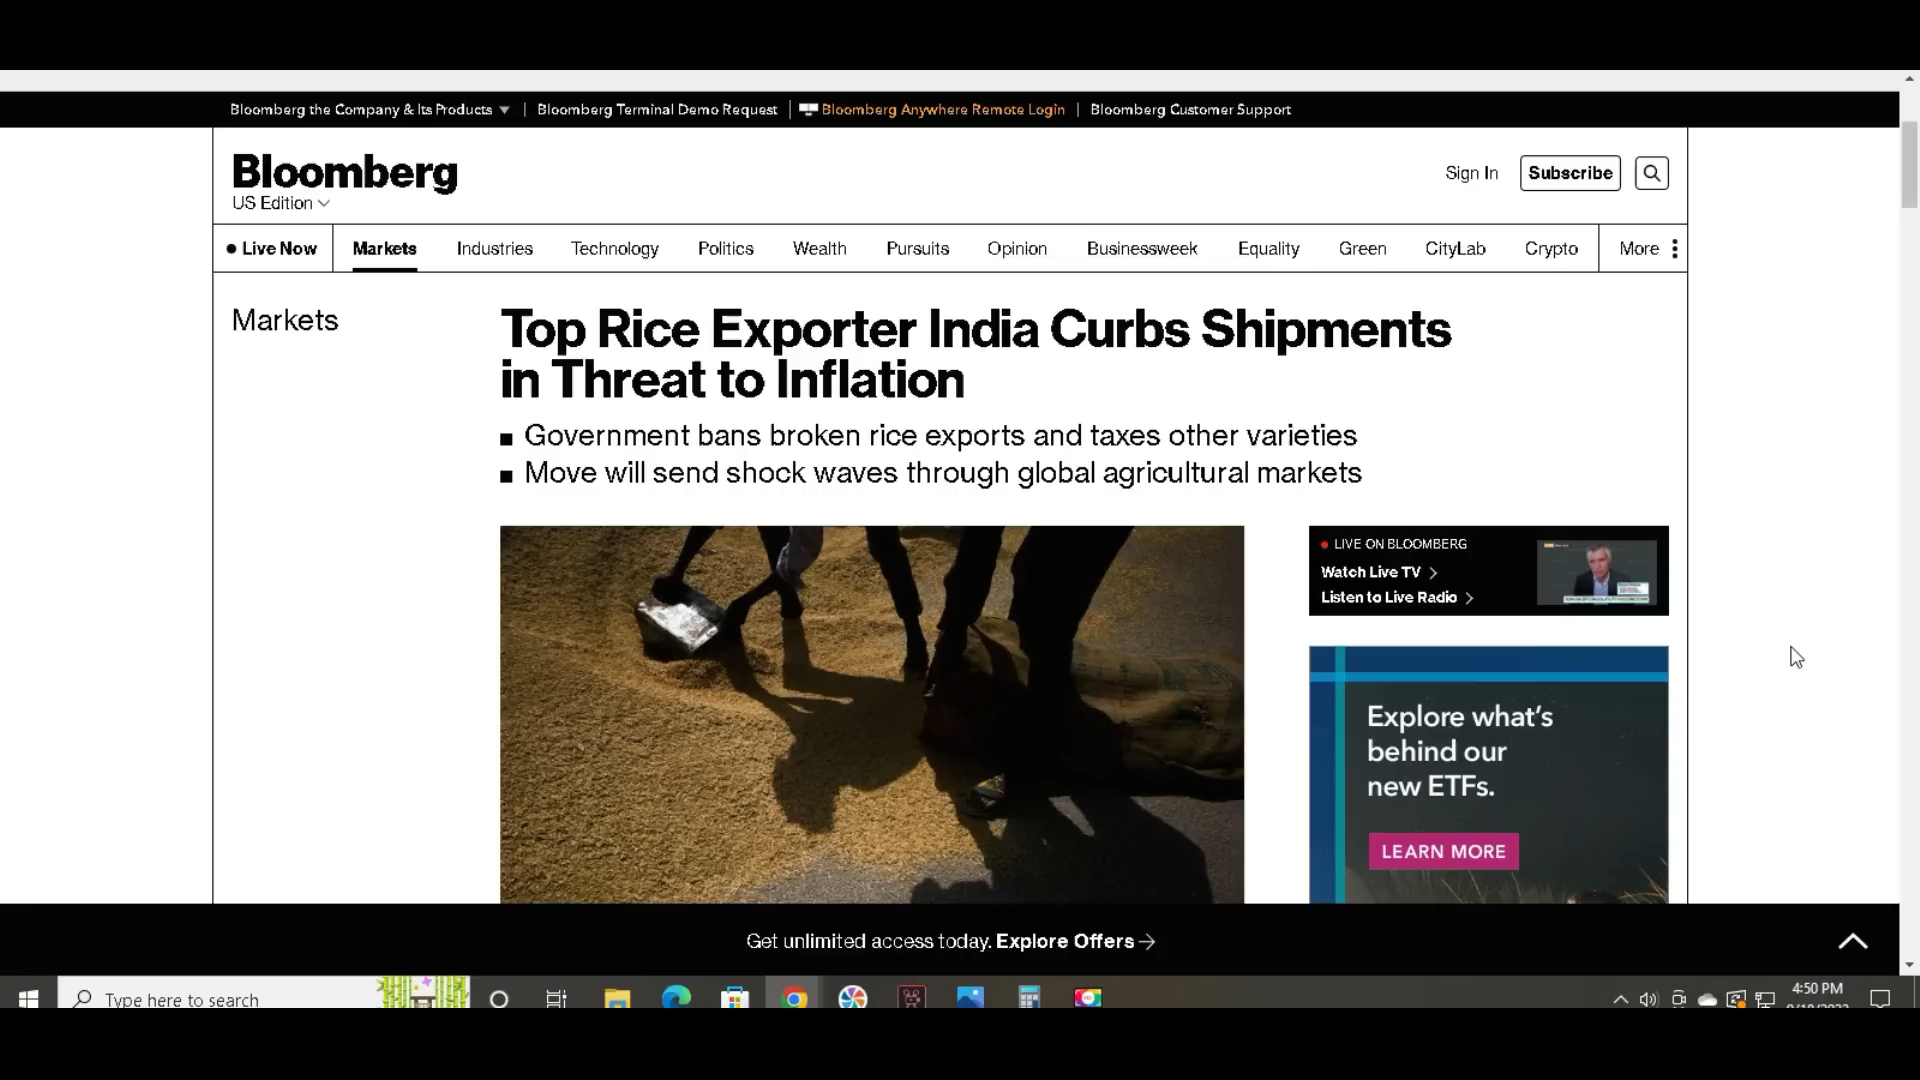 Bloomberg the Company & Its Products
Bloomberg Terminal Demo Request
Bloomberg Anywhere Remote Login
Bloomberg Customer Support
Bloomberg
US Edition
Sign In
Subscribe
Live Now
Markets
Industries
Technology
Politics
Wealth
Pursuits
Opinion
Businessweek
Equality
Green
CityLab
Crypto
More
Markets
Top Rice Exporter India Curbs Shipments
in Threat to Inflation
Government bans broken rice exports and taxes other varieties
Move will send shock waves through global agricultural markets
LIVE ON BLOOMBERG
Watch Live TV
Listen to Live Radio
Explore what's
behind our
new ETFs.
LEARN MORE
Get unlimited access today. Explore Offers
Type here to search
4:50 PM